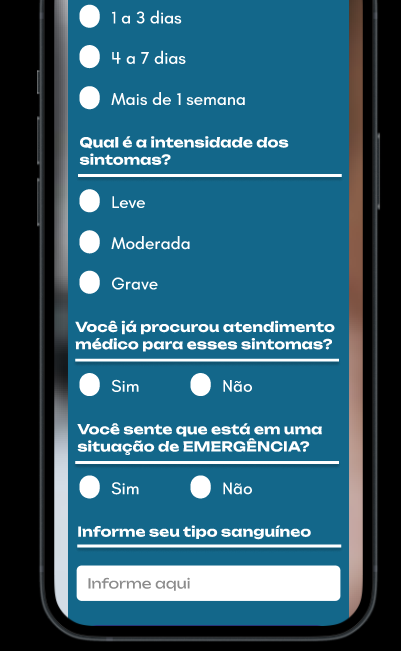 1 a 3 dias
4 a 7 dias
Mais de 1 semana
Qual é a intensidade dos
sintomas?
Leve
Moderada
Grave
Você já procurou atendimento
médico para esses sintomas?
Sim
Não
Você sente que está em uma
situação de EMERGÊNCIA?
Sim
Não
Informe seu tipo sanguíneo
Informe aqui